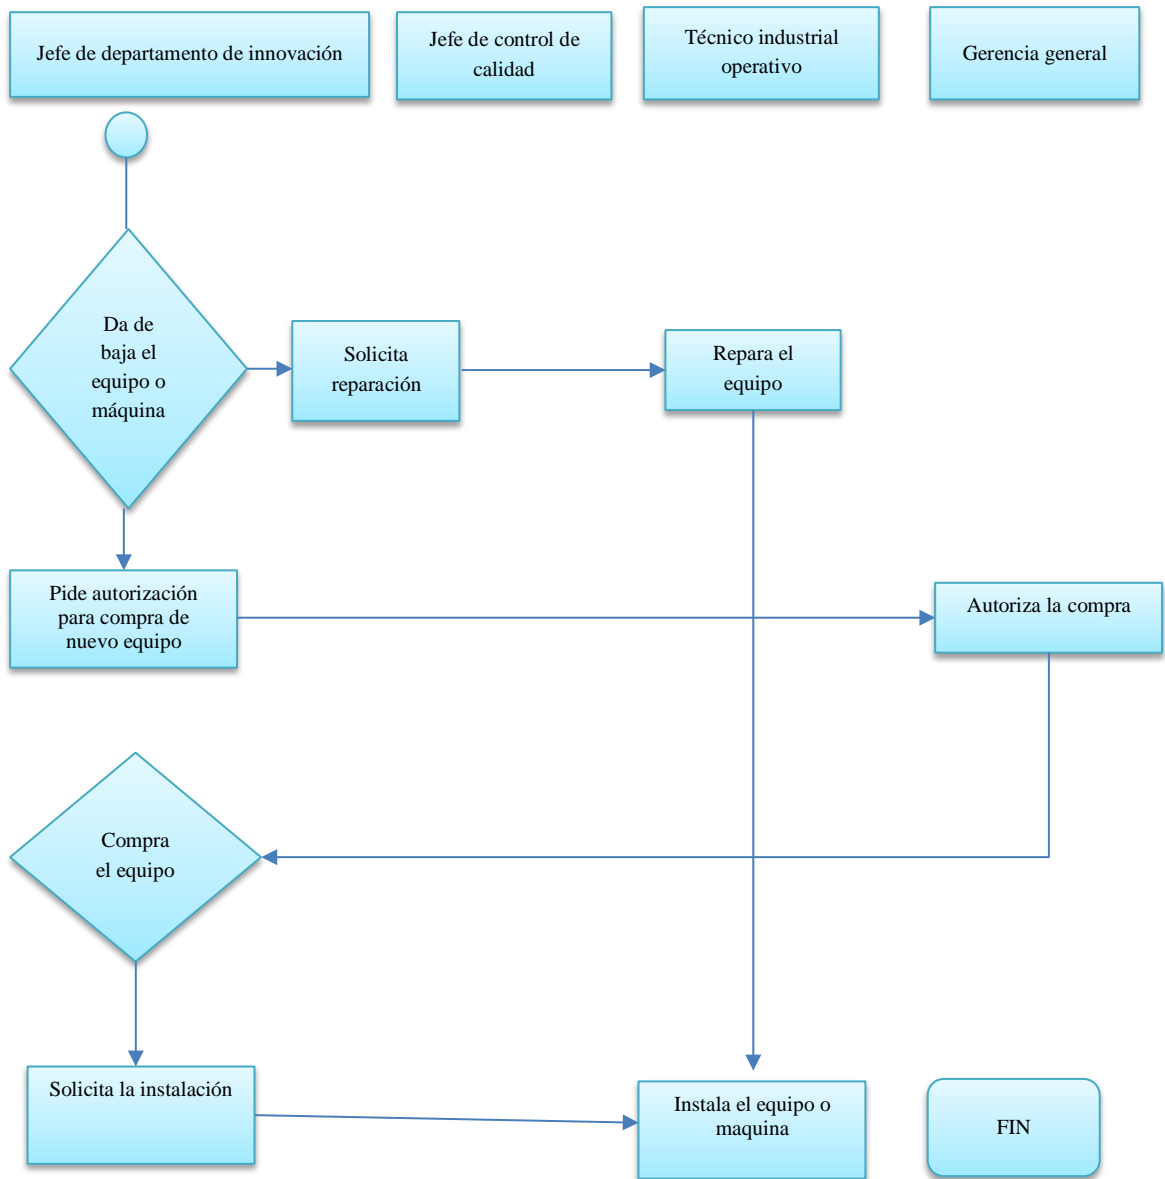 Jefe de departamento de innovación
Jefe de control de
calidad
Técnico industrial
operativo
Gerencia general
Da de
baja el
equipo o
máquina
Solicita
reparación
Repara el
equipo
Pide autorización
para compra de
nuevo equipo
Autoriza la compra
Compra
el equipo
Solicita la instalación
Instala el equipo o
maquina
FIN